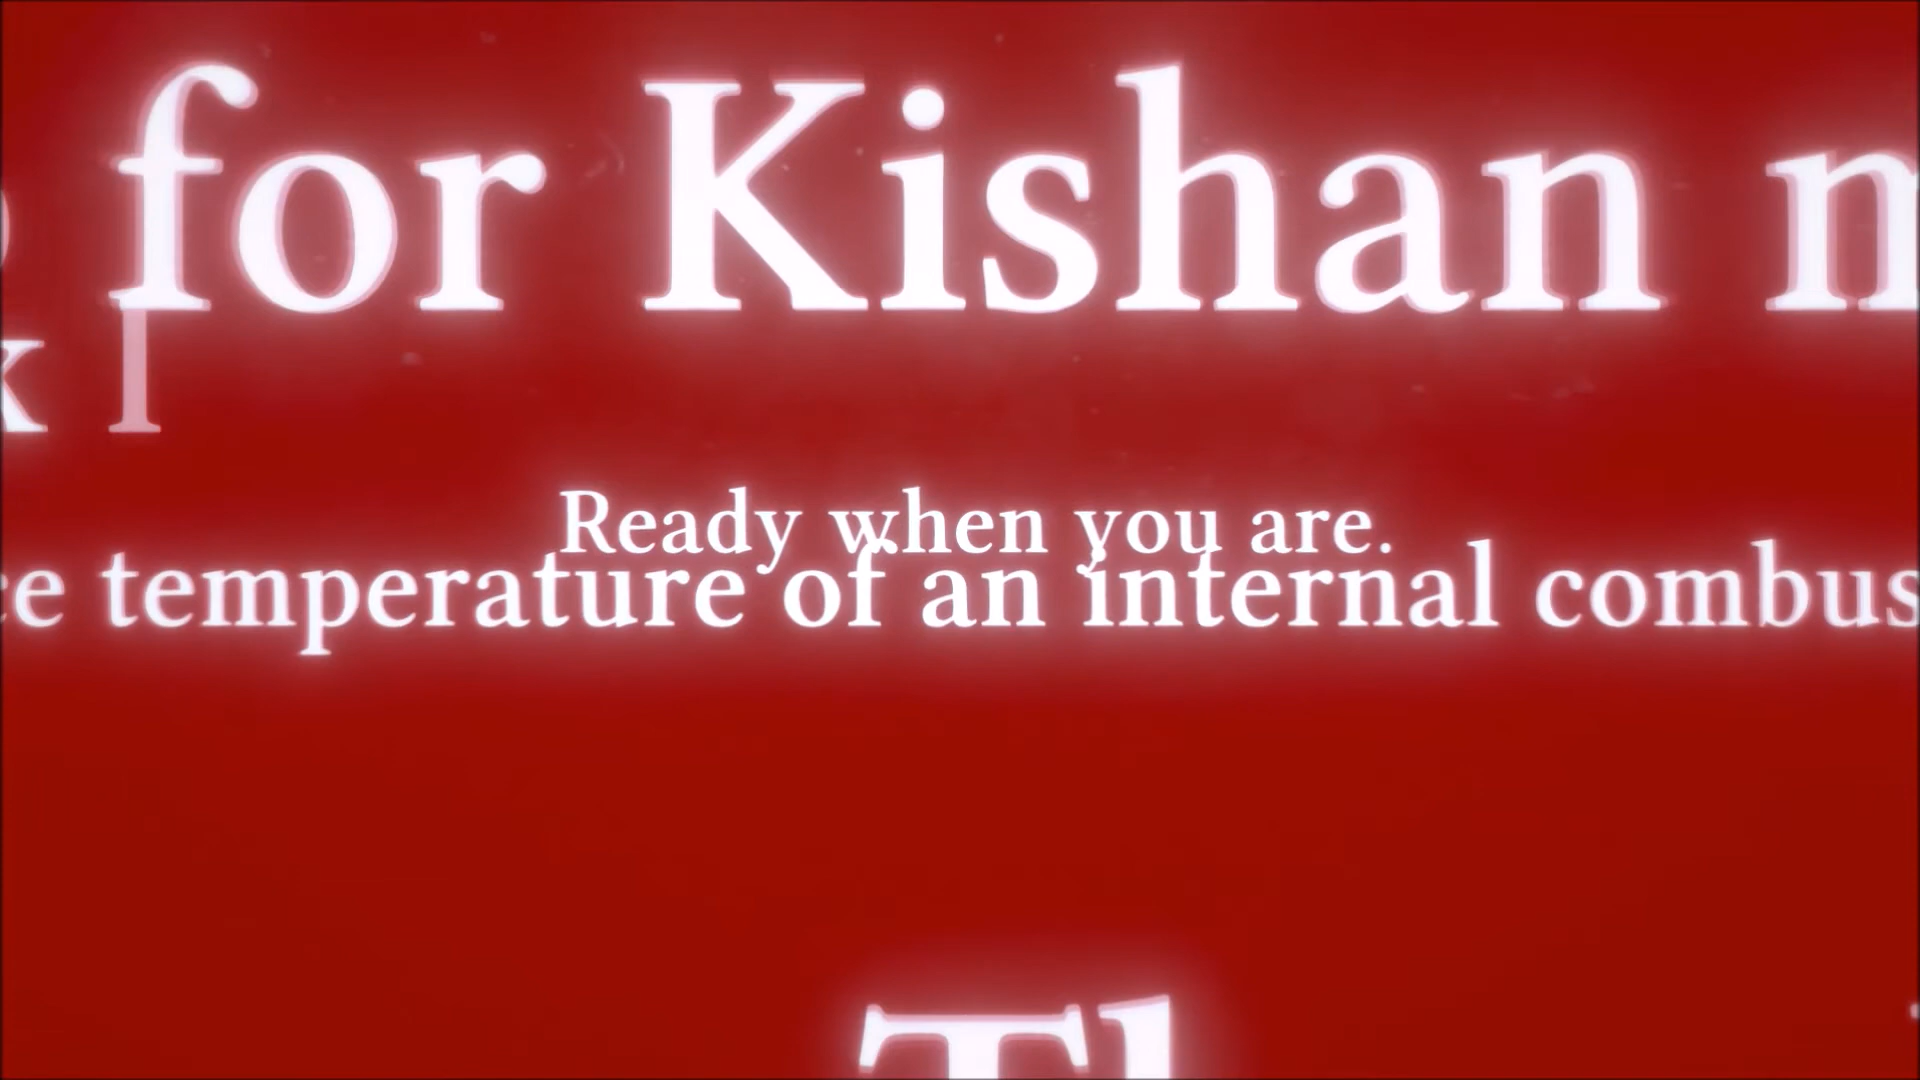 for Kishan
k I
Ready when you are.
temperature of an internal